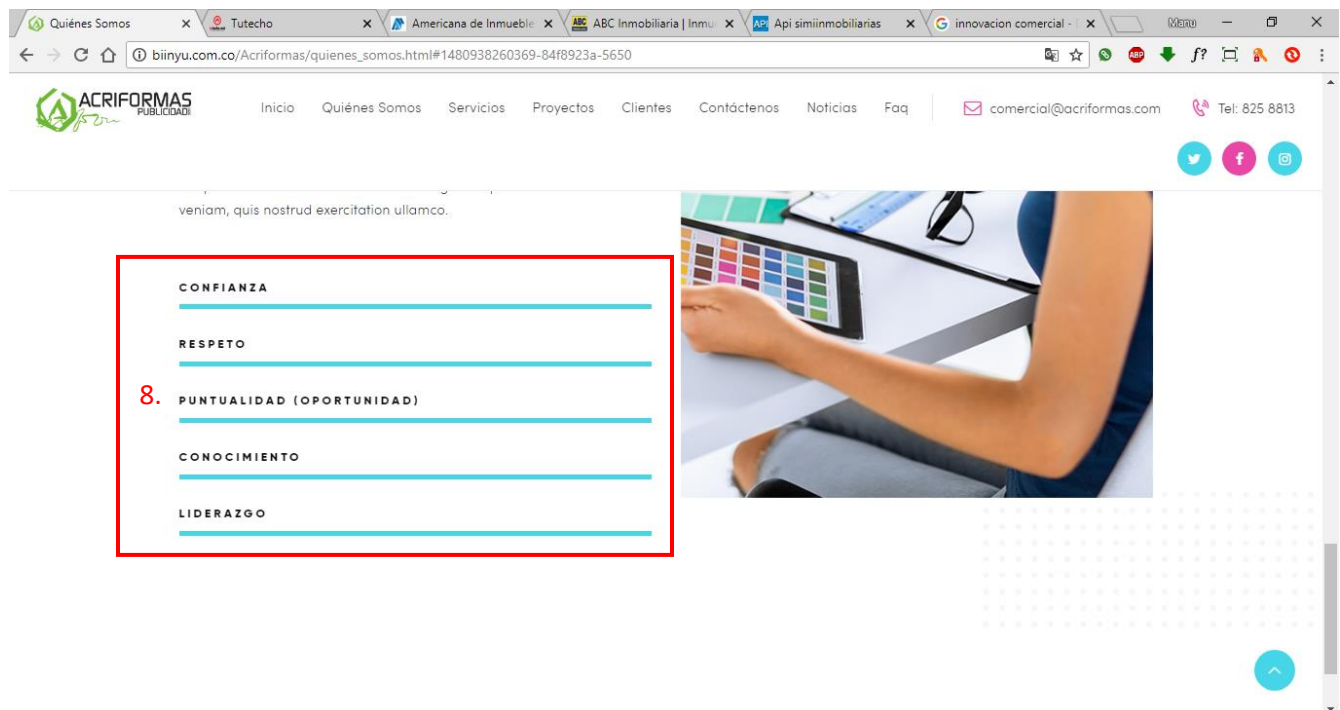 Quiénes Somos
Tutecho
Americana de Inmueble
ABC Inmobiliaria | Inmu
Api simiinmobiliarias
innovacion comercial -
Manu
biinyu.com.co/Acriformas/quienes_somos.html#1480938260369-84f8923a-5650
ABP
f?
ACRIFORMAS
PUBLICIDAD
Inicio
Quiénes Somos
Servicios
Proyectos
Clientes
Contáctenos
Noticias
Faq
comercial@acriformas.com
Tel: 825 8813
veniam, quis nostrud exercitation ullamco.
CONFIANZA
RESPETO
8.
PUNTUALIDAD (OPORTUNIDAD)
CONOCIMIENTO
LIDERAZGO